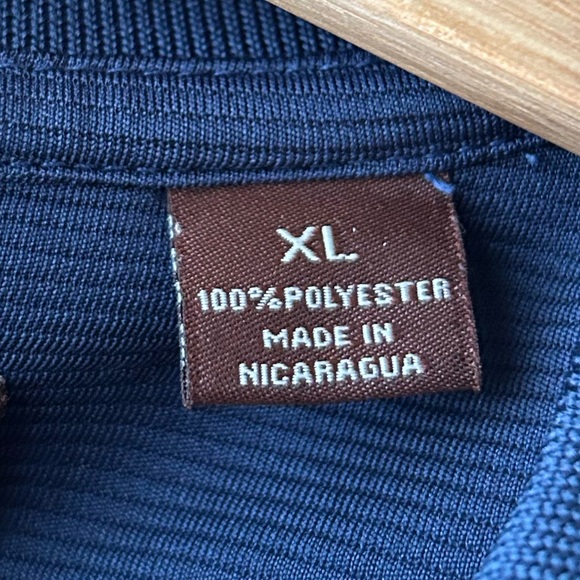 XL
100% POLYESTER
MADE IN
NICARAGUA